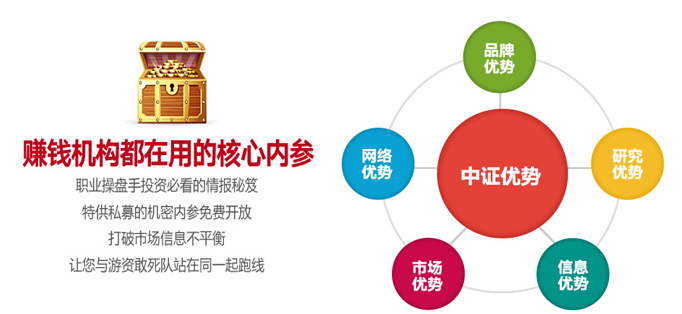 赚钱机构都在用的核心内参
职业操盘手投资必看的情报秘笈
特供私募的机密内参免费开放
打破市场信息不平衡
让您与游资敢死队站在同一起跑线
品牌
优势
网络
优势
中证优势
研究
优势
市场
优势
信息
优势